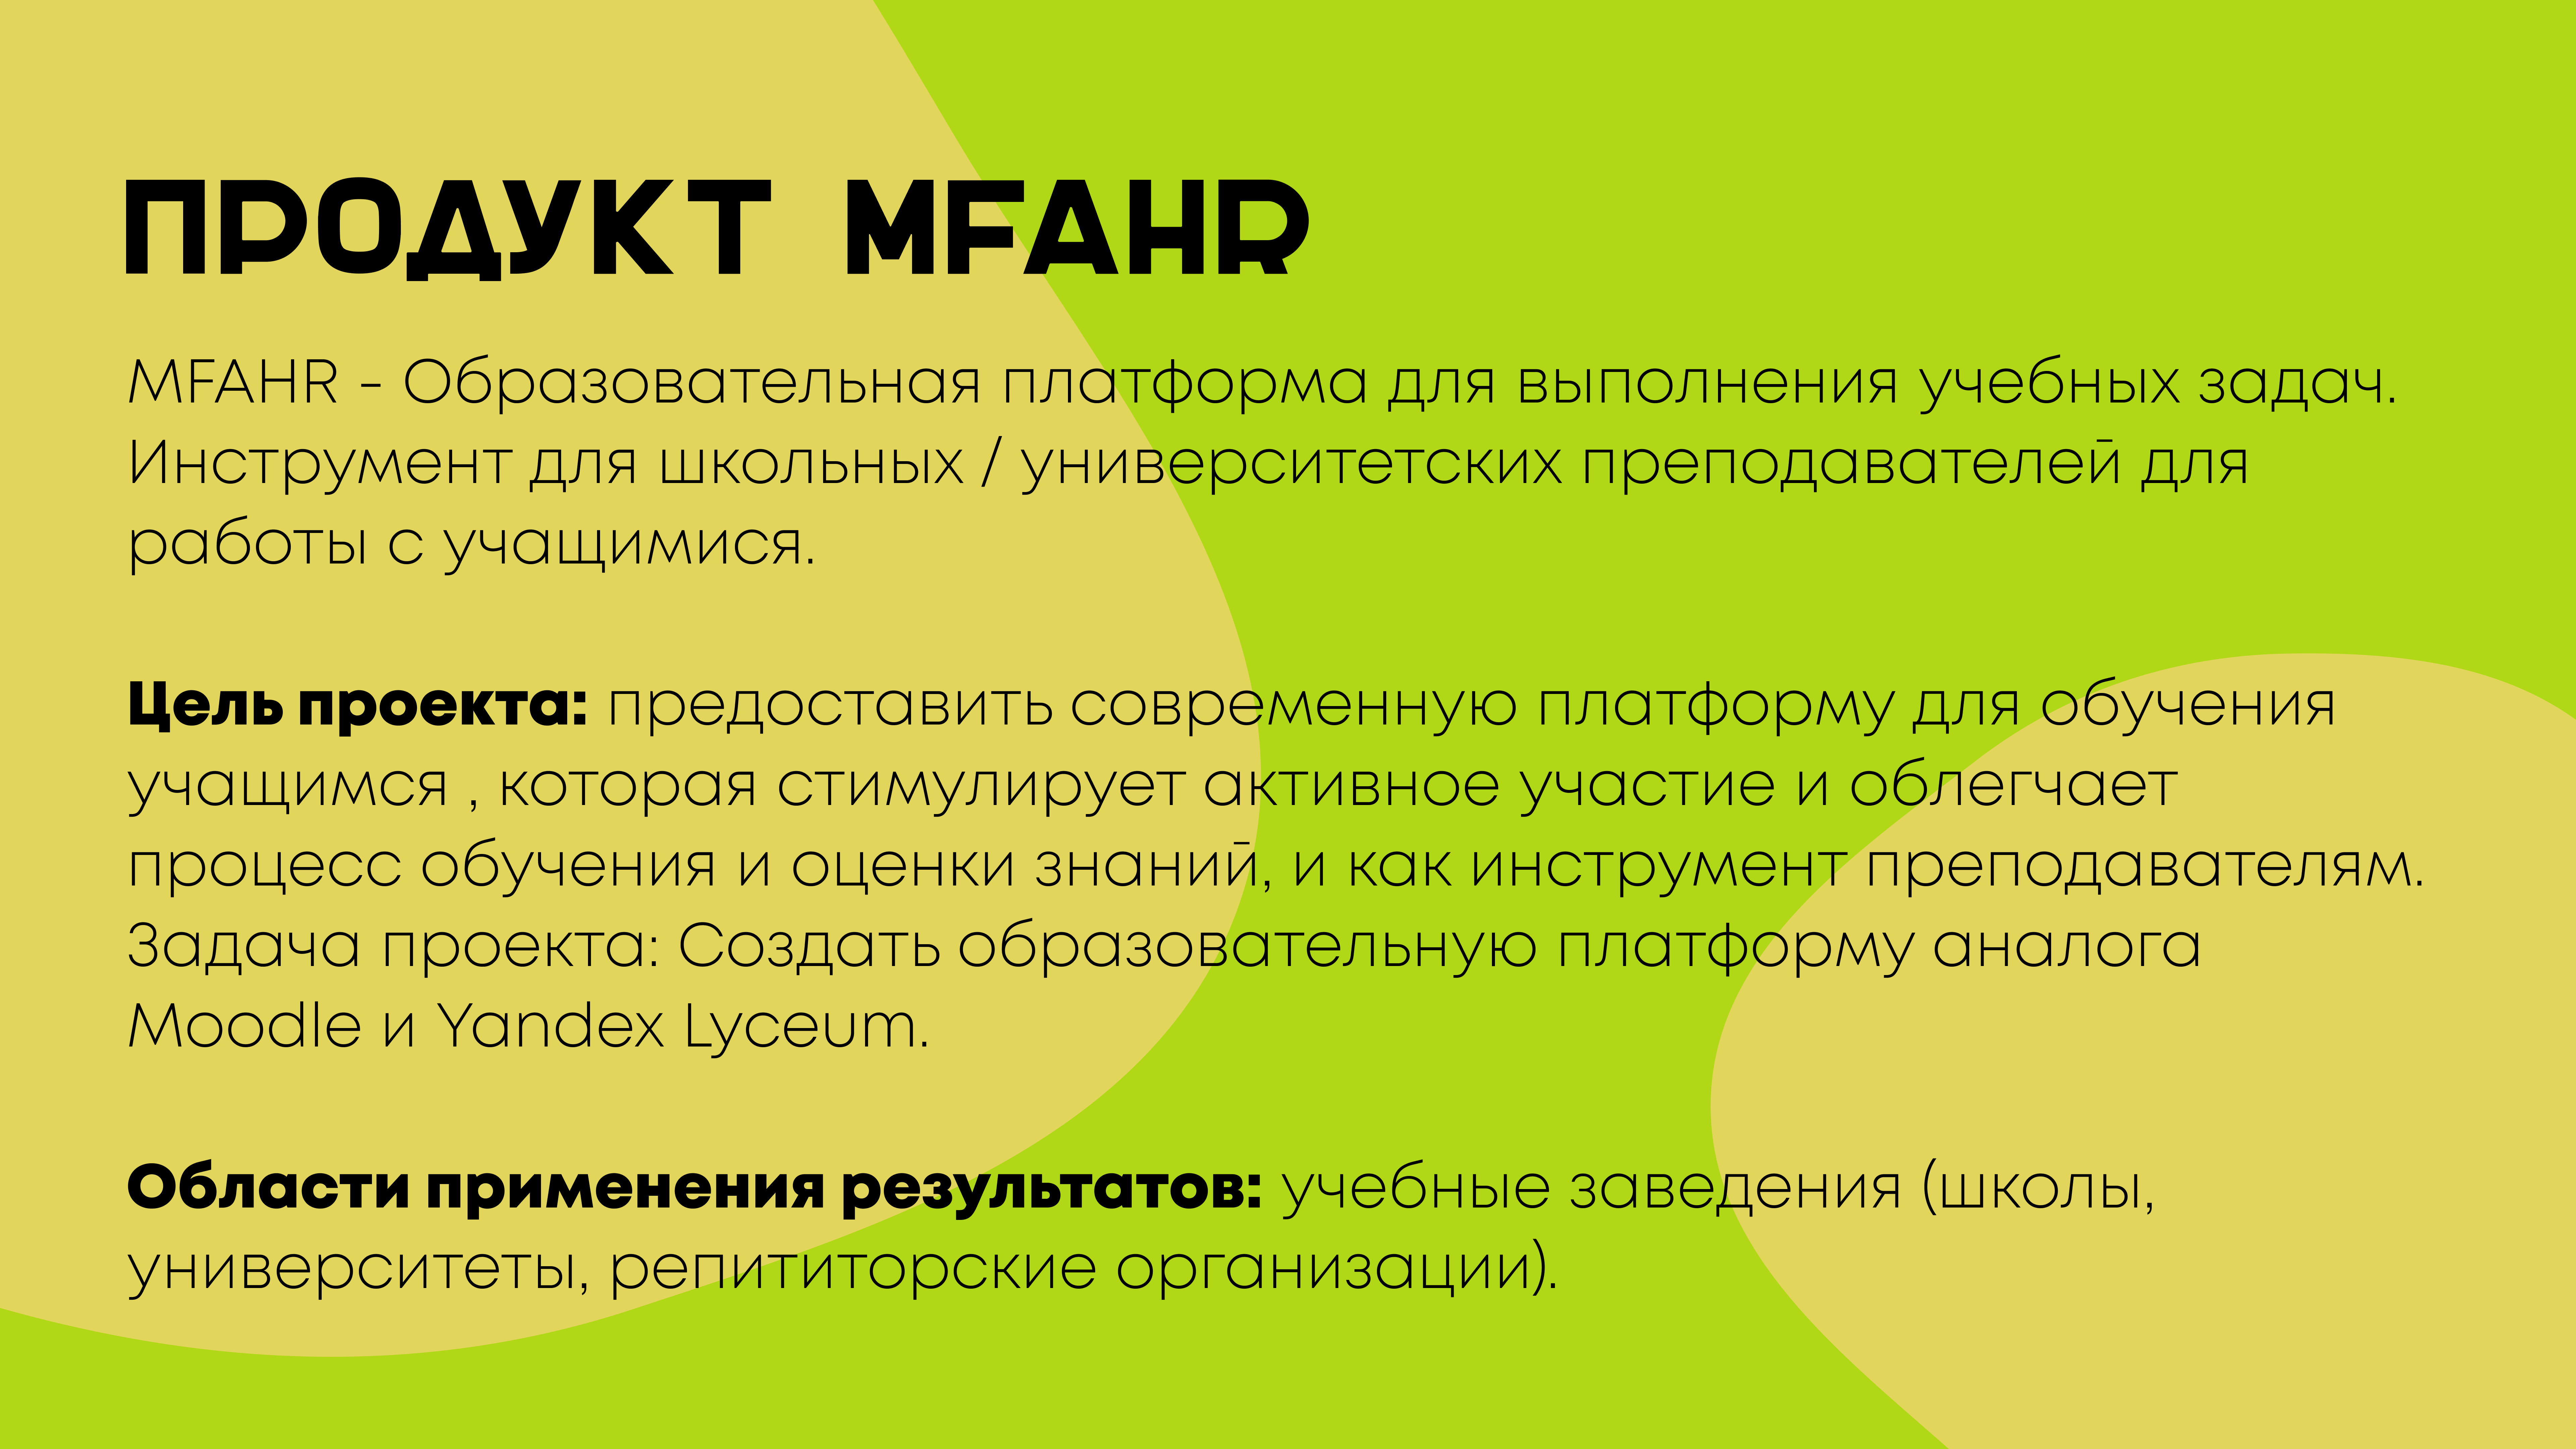 ПРОДУКТ MFAHR
MFAHR - Образовательная платформа для выполнения учебных задач.
Инструмент для школьных / университетских преподавателей для
работы с учащимися.
Цель проекта: предоставить современную платформу для обучения
учащимся , которая стимулирует активное участие и облегчает
процесс обучения и оценки знаний, и как инструмент преподавателям.
Задача проекта: Создать образовательную платформу аналога
Moodle и Yandex Lyceum.
Области применения результатов: учебные заведения (школы,
университеты, репититорские организации).